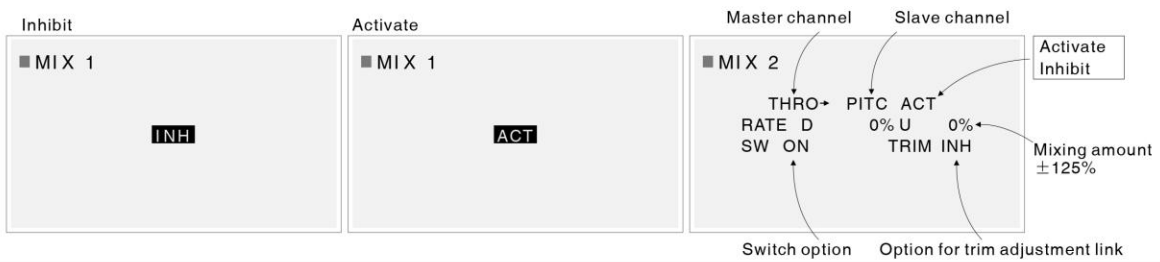 Inhibit
Activate
Master channel
Slave channel
■MIX 1
INH
■MIX 1
ACT
■MIX 2
THRO→ PITC ACT
RATE D 0% U 0%
SW ON TRIM INH
Activate
Inhibit
Mixing amount
±125%
Switch option
Option for trim adjustment link